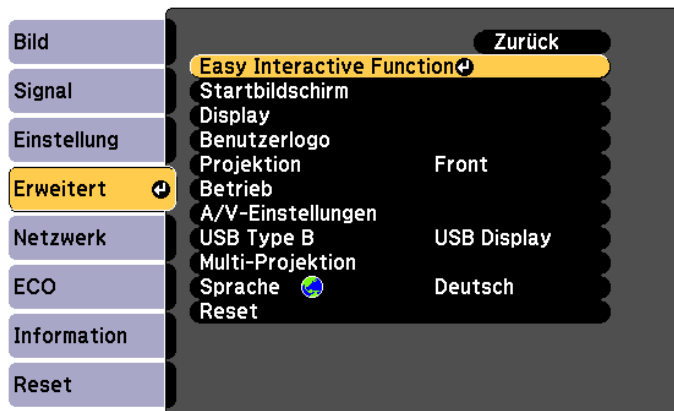 Bild
Signal
Einstellung
Erweitert
Netzwerk
ECO
Information
Reset
Zurück
Easy Interactive Function
Startbildschirm
Display
Benutzerlogo
Projektion Front
Betrieb
A/V-Einstellungen
USB Type B USB Display
Multi-Projektion
Sprache Deutsch
Reset